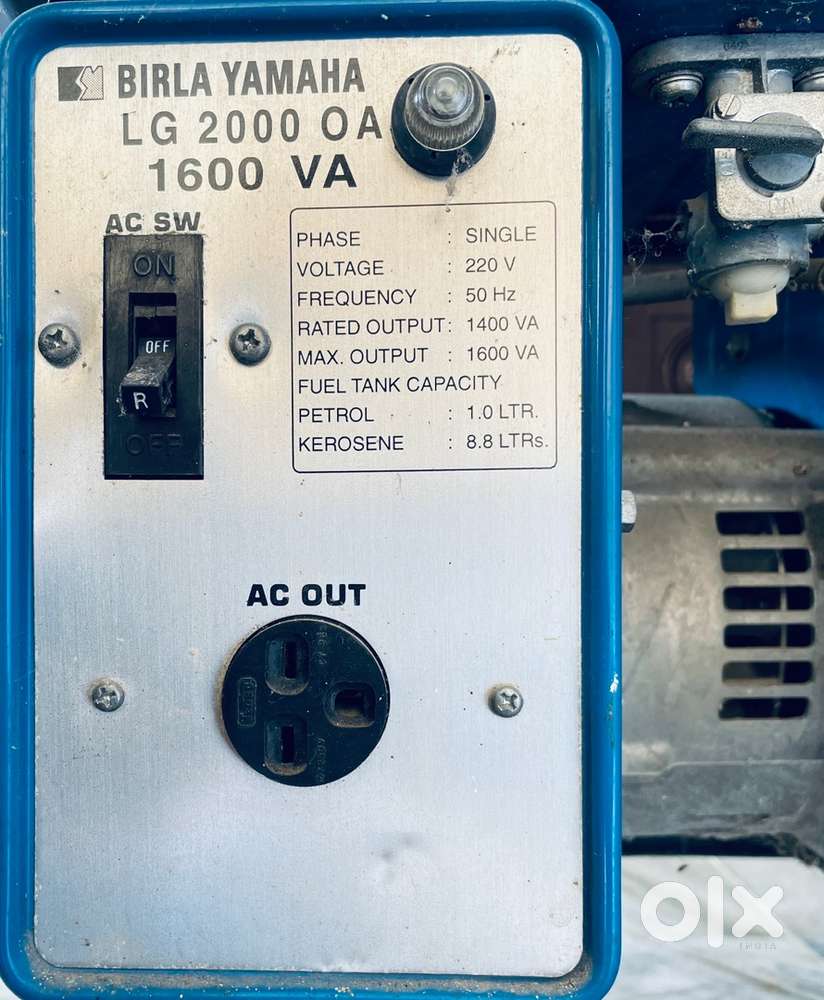 BIRLA YAMAHA
LG 2000 OA
1600 VA
AC SW
ON
OFF
R
OFF
PHASE : SINGLE
VOLTAGE : 220 V
FREQUENCY : 50 Hz
RATED OUTPUT : 1400 VA
MAX. OUTPUT : 1600 VA
FUEL TANK CAPACITY
PETROL : 1.0 LTR.
KEROSENE : 8.8 LTRs.
AC OUT
olx
INDIA